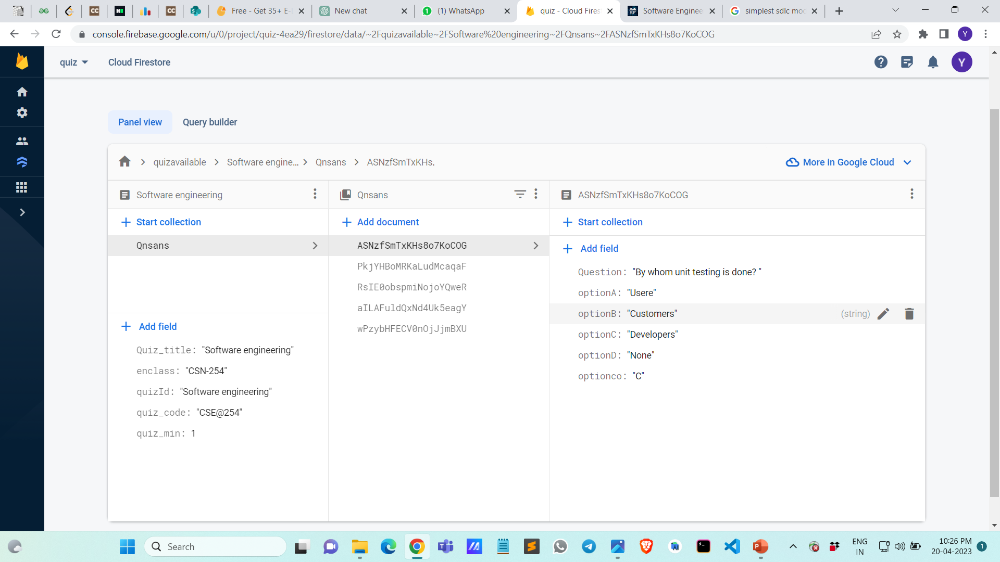 Free - Get 35+ E-l
New chat
(1) WhatsApp
quiz - Cloud Fires
Software Enginee
simplest sdlc mod
console.firebase.google.com/u/0/project/quiz-4ea29/firestore/data/~2Fquizavailable~2FSoftware%20engineering~2FQnsans~2FASNzfSmTxKHs8o7KoCOG
Y
quiz
Cloud Firestore
Y
Panel view
Query builder
quizavailable
Software engine...
Qnsans
ASNzfSmTxKHs.
More in Google Cloud
Software engineering
Qnsans
ASNzfSmTxKHs8o7KoCOG
Start collection
Add document
Start collection
Qnsans
ASNzfSmTxKHs8o7KoCOG
PkjYHBoMRKaLudMcaqaF
RsIE0obspmiNojoYQweR
aILAFuldQxNd4Uk5eagY
wPzybHFECV0nOjJjmBXU
Add field
Question: "By whom unit testing is done? "
optionA: "Usere"
optionB: "Customers"
(string)
optionC: "Developers"
optionD: "None"
optionco: "C"
Add field
Quiz_title: "Software engineering"
enclass: "CSN-254"
quizId: "Software engineering"
quiz_code: "CSE@254"
quiz_min: 1
Search
ENG
IN
10:26 PM
20-04-2023
1